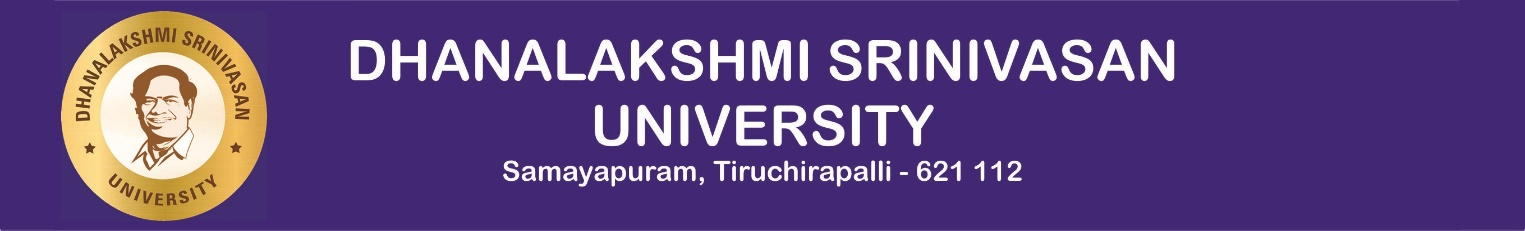 DHANALAKSHMI SRINIVASAN
UNIVERSITY
DHANALAKSHMI SRINIVASAN
UNIVERSITY
Samayapuram, Tiruchirapalli - 621 112